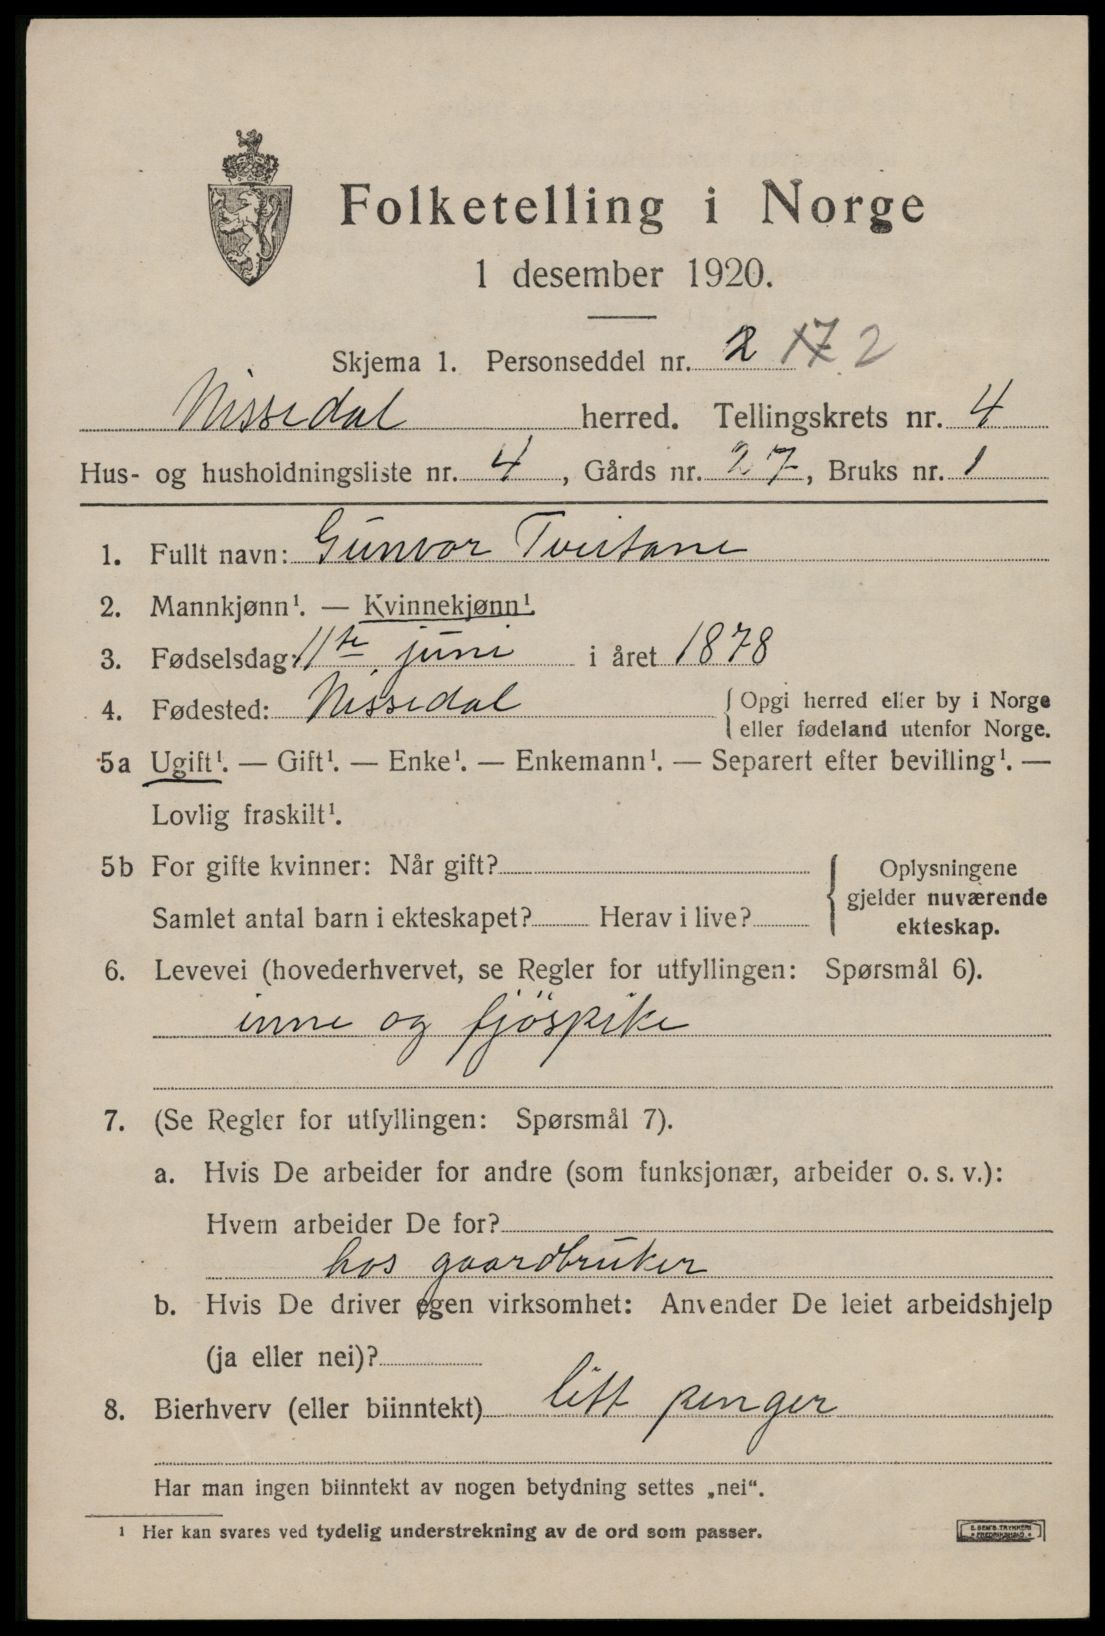 Folketelling i Norge
1 desember 1920.
Skjema 1. Personseddel nr. 2 17 2
Nissedal herred. Tellingskrets nr. 4
Hus- og husholdningsliste nr. 4, Gårds nr. 27, Bruks nr. 1
1. Fullt navn: Gunvor Tveitane
2. Mannkjønn¹. — Kvinnekjønn¹.
3. Fødselsdag: 11te juni i året 1878
4. Fødested: Nissedal { Opgi herred eller by i Norge
eller fødeland utenfor Norge.
5a Ugift¹. — Gift¹. — Enke¹. — Enkemann¹. — Separert efter bevilling¹. —
Lovlig fraskilt¹.
5b For gifte kvinner: Når gift?
Samlet antal barn i ekteskapet? Herav i live?
Oplysningene
gjelder nuværende
ekteskap.
6. Levevei (hovederhvervet, se Regler for utfyllingen: Spørsmål 6).
inne og fjöspike
7. (Se Regler for utfyllingen: Spørsmål 7).
a. Hvis De arbeider for andre (som funksjonær, arbeider o. s. v.):
Hvem arbeider De for?
hos gaardbruker
b. Hvis De driver egen virksomhet: Anvender De leiet arbeidshjelp
(ja eller nei)?
8. Bierhverv (eller biinntekt) litt penger
Har man ingen biinntekt av nogen betydning settes „nei“.
¹ Her kan svares ved tydelig understrekning av de ord som passer.
E. SEM'S TRYKKERI
FREDRIKSHALD